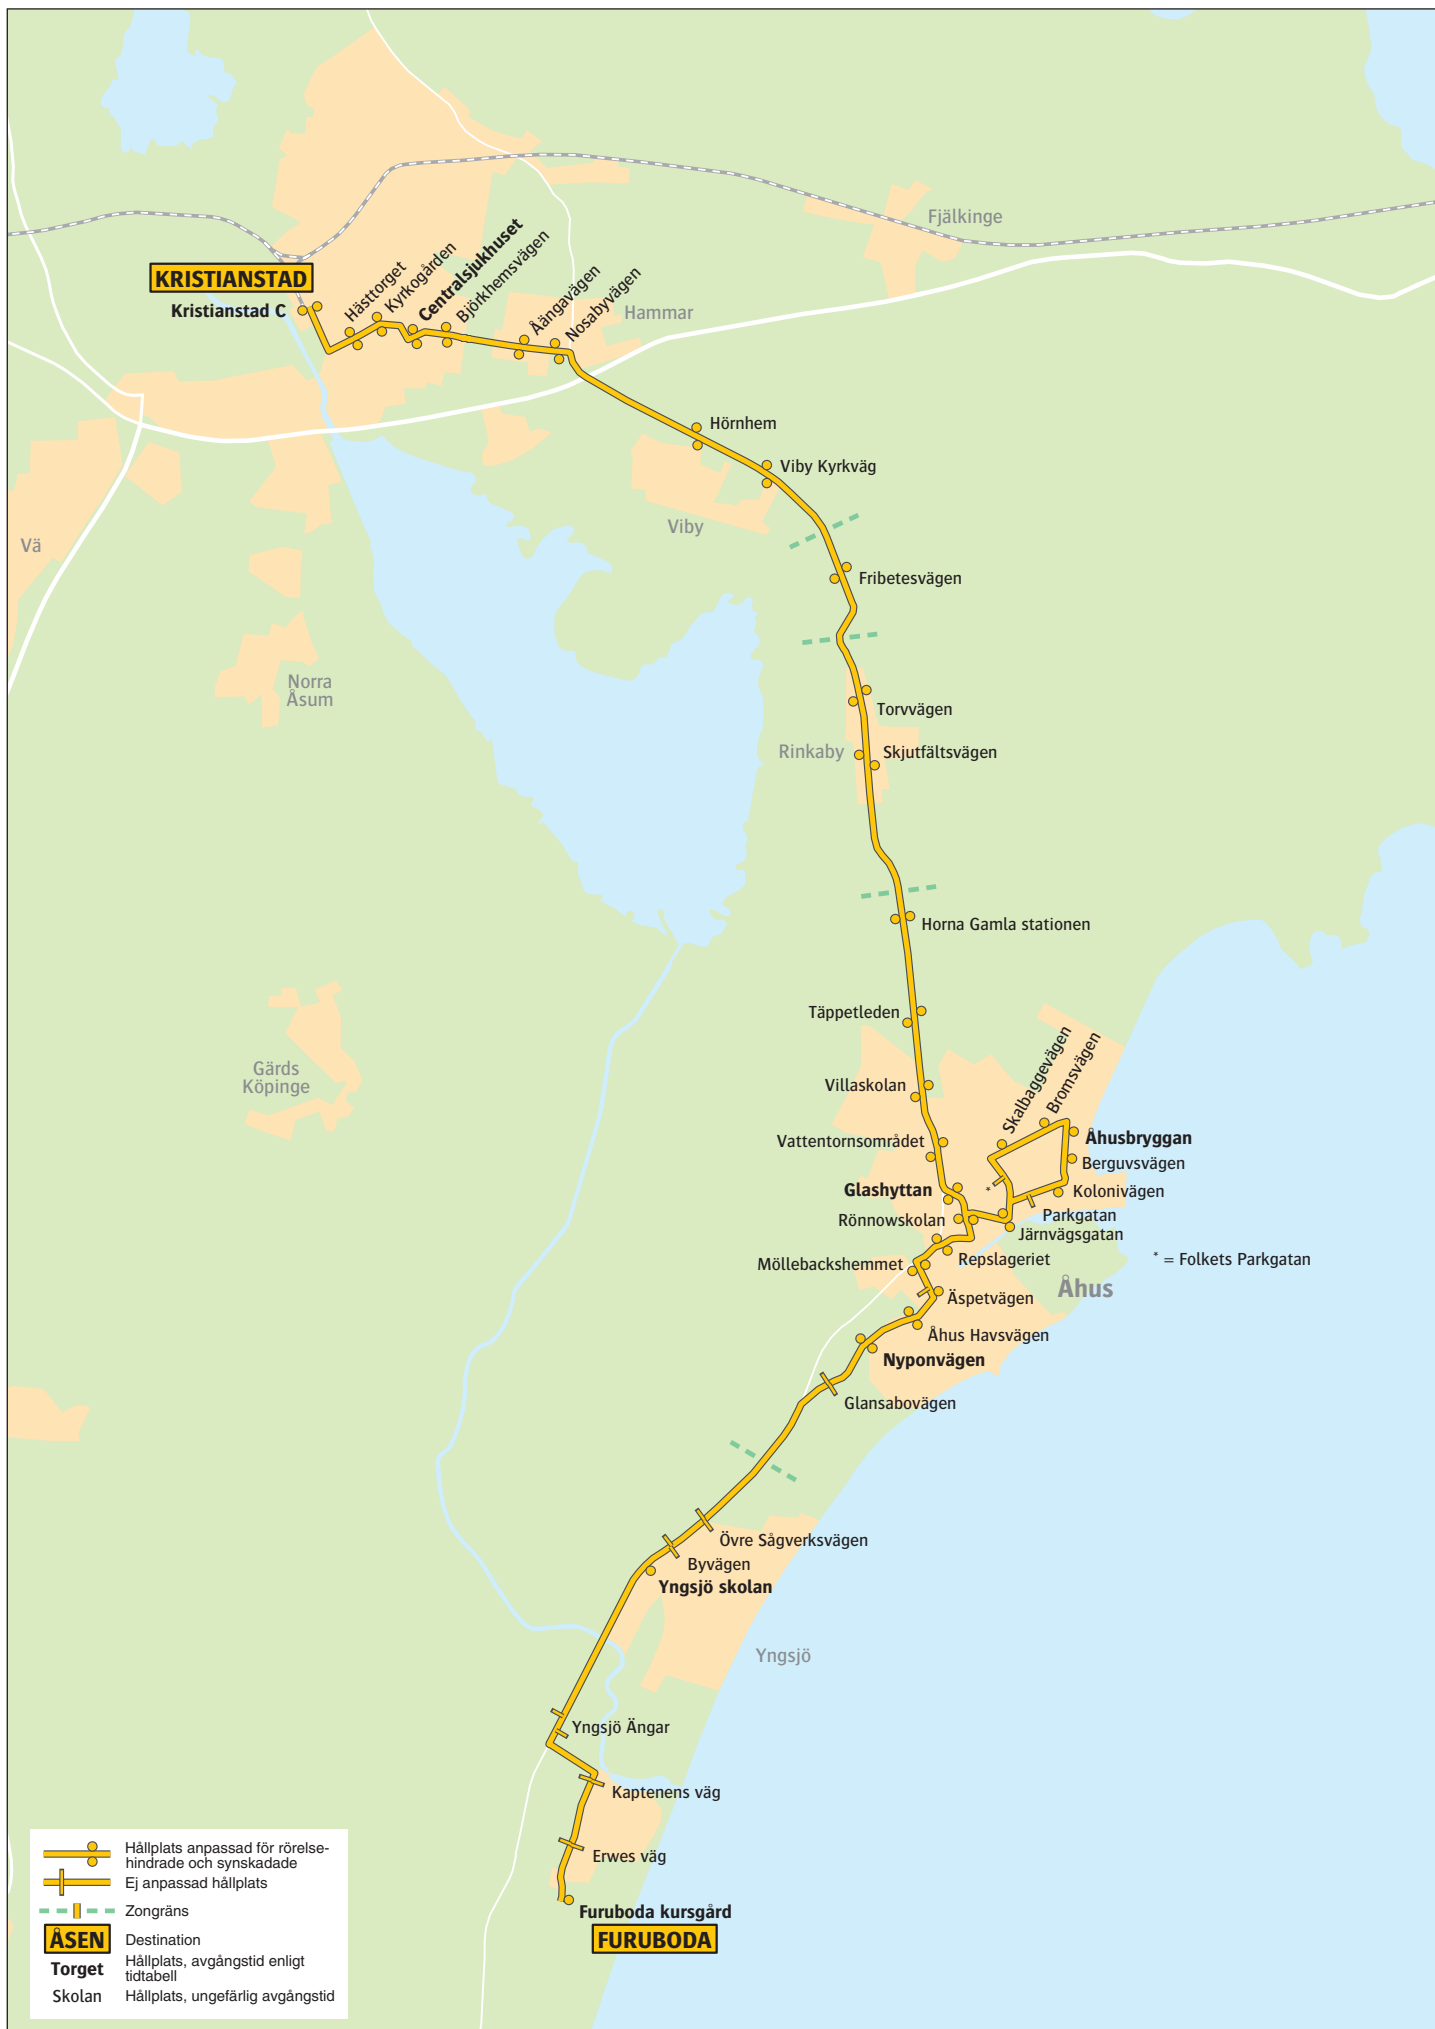 Fjälkinge
KRISTIANSTAD
Kristianstad C
Hästtorget
Kyrkogården
Centralsjukhuset
Björkhemsvägen
Åängavägen
Nosabyvägen
Hammar
Hörnhem
Viby Kyrkväg
Viby
Vä
Fribetesvägen
Norra
Åsum
Torvvägen
Rinkaby
Skjutfältsvägen
Horna Gamla stationen
Täppetleden
Gärds
Köpinge
Villaskolan
Skalbaggevägen
Bromsvägen
Vattentornsområdet
Åhusbryggan
Berguvsvägen
Glashyttan
*
Kolonivägen
Rönnowskolan
Parkgatan
Järnvägsgatan
Möllebackshemmet
Repslageriet
* = Folkets Parkgatan
Åhus
Äspetvägen
Åhus Havsvägen
Nyponvägen
Glansabovägen
Övre Sågverksvägen
Byvägen
Yngsjö skolan
Yngsjö
Yngsjö Ängar
Kaptenens väg
Erwes väg
Furuboda kursgård
FURUBODA
Hållplats anpassad för rörelse-
hindrade och synskadade
Ej anpassad hållplats
Zongräns
ÅSEN Destination
Torget Hållplats, avgångstid enligt
tidtabell
Skolan Hållplats, ungefärlig avgångstid